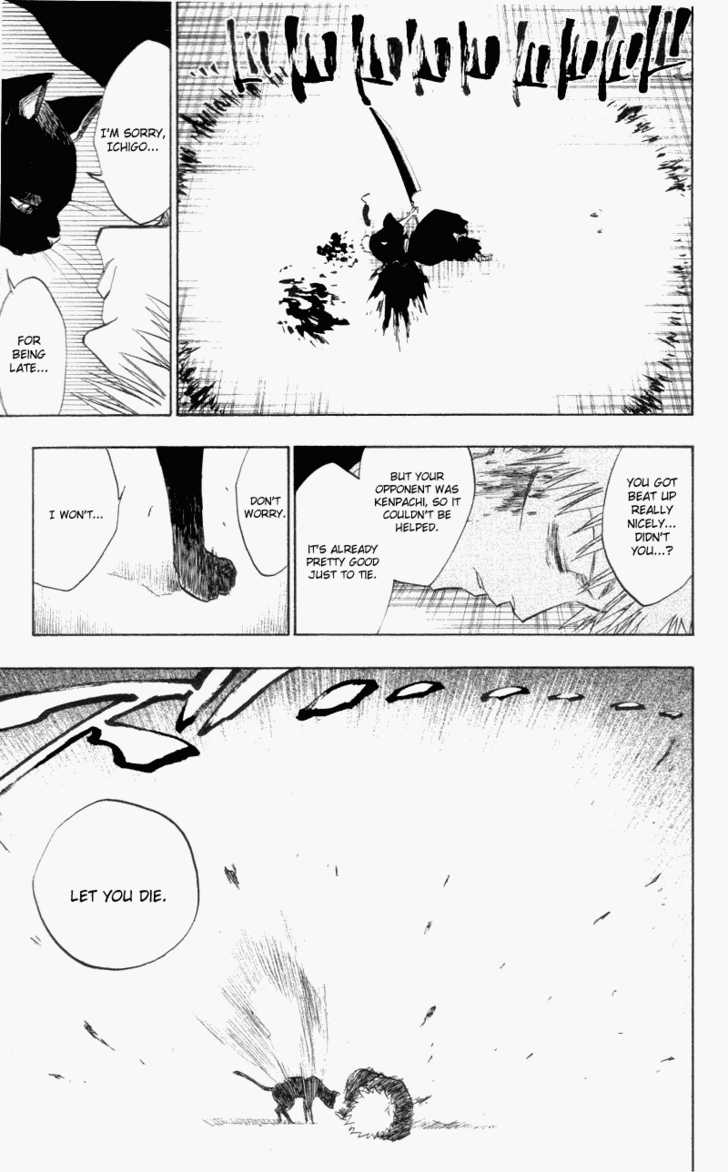 I'M SORRY,
ICHIGO...
FOR
BEING
LATE...
YOU GOT
BEAT UP
REALLY
NICELY...
DIDN'T
YOU...?
BUT YOUR
OPPONENT WAS
KENPACHI, SO IT
COULDN'T BE
HELPED.
IT'S ALREADY
PRETTY GOOD
JUST TO TIE.
DON'T
WORRY.
I WON'T...
LET YOU DIE.